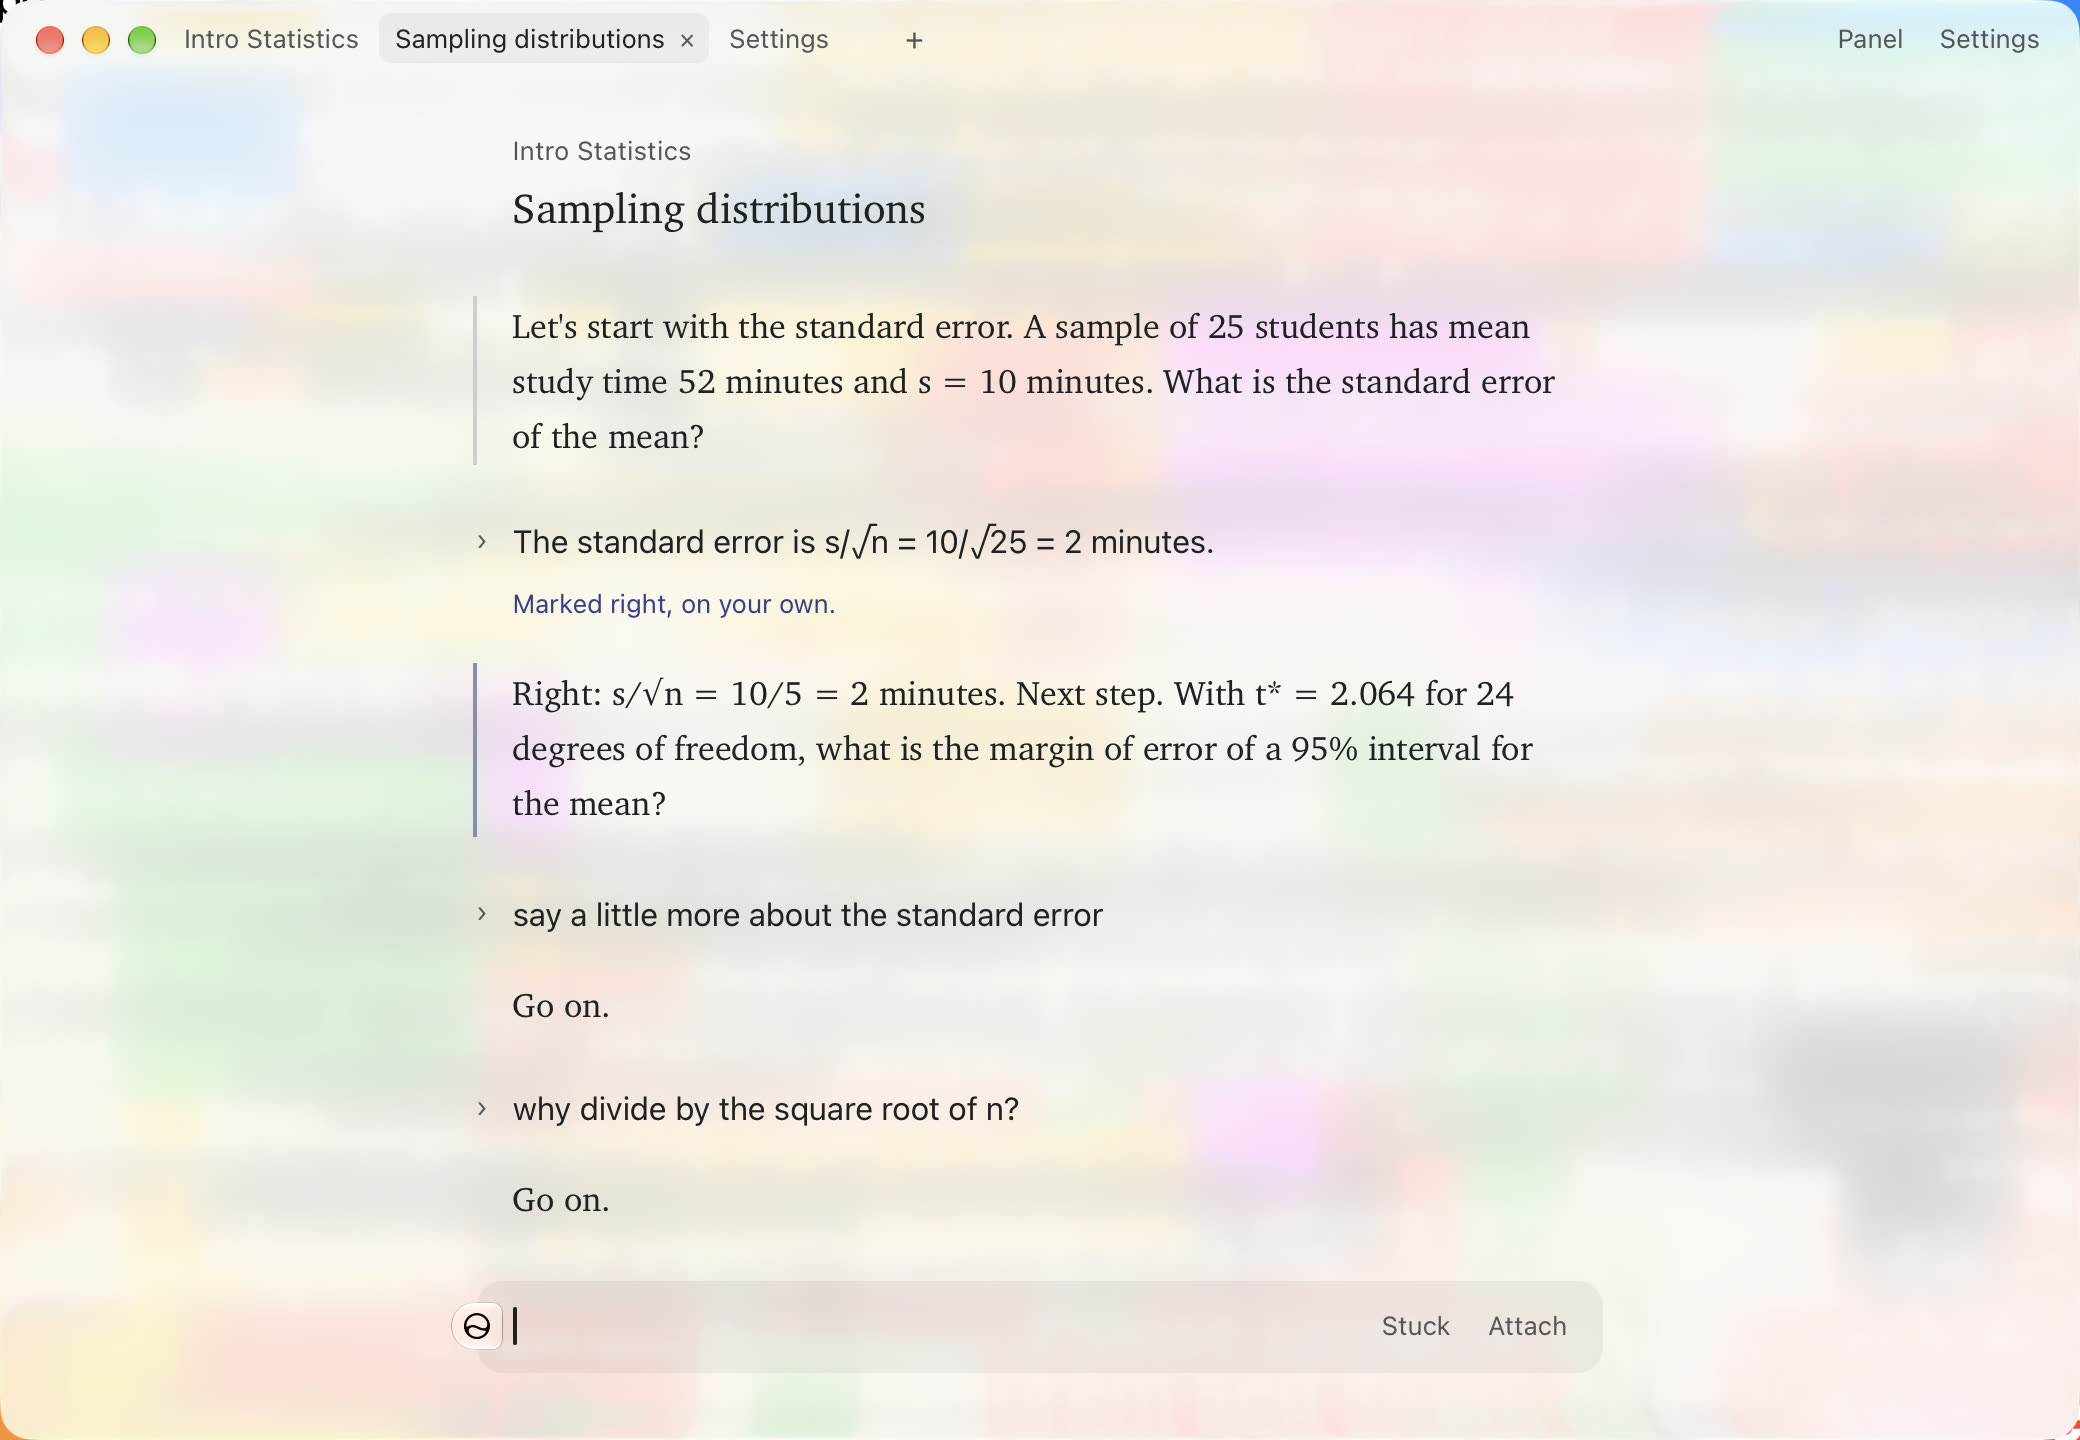 Intro Statistics
Sampling distributions ×
Settings
+
Panel
Settings
Intro Statistics
Sampling distributions
Let's start with the standard error. A sample of 25 students has mean
study time 52 minutes and s = 10 minutes. What is the standard error
of the mean?
› The standard error is s/√n = 10/√25 = 2 minutes.
Marked right, on your own.
Right: s/√n = 10/5 = 2 minutes. Next step. With t* = 2.064 for 24
degrees of freedom, what is the margin of error of a 95% interval for
the mean?
› say a little more about the standard error
Go on.
› why divide by the square root of n?
Go on.
Stuck
Attach